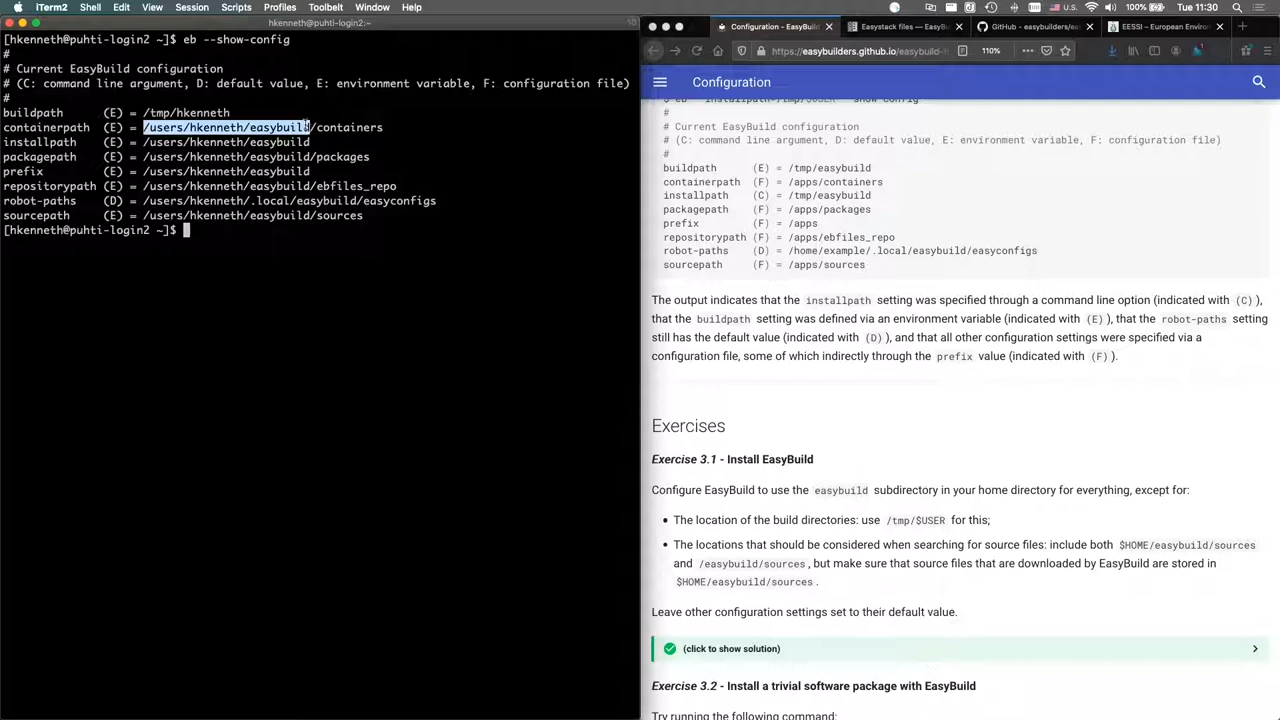 iTerm2 Shell Edit View Session Scripts Profiles Toolbelt Window Help
100% Tue 11:30
hkenneth@puhti-login2:~
[hkenneth@puhti-login2 ~]$ eb --show-config
#
# Current EasyBuild configuration
# (C: command line argument, D: default value, E: environment variable, F: configuration file)
#
buildpath (E) = /tmp/hkenneth
containerpath (E) = /users/hkenneth/easybuild/containers
installpath (E) = /users/hkenneth/easybuild
packagepath (E) = /users/hkenneth/easybuild/packages
prefix (E) = /users/hkenneth/easybuild
repositorypath (E) = /users/hkenneth/easybuild/ebfiles_repo
robot-paths (D) = /users/hkenneth/.local/easybuild/easyconfigs
sourcepath (E) = /users/hkenneth/easybuild/sources
[hkenneth@puhti-login2 ~]$
Configuration - EasyBuild
Easystack files — EasyB
GitHub - easybuilders/eas
EESSI – European Enviro
https://easybuilders.github.io/easybuild-
110%
Configuration
#
# Current EasyBuild configuration
# (C: command line argument, D: default value, E: environment variable, F: configuration file)
#
buildpath (E) = /tmp/easybuild
containerpath (F) = /apps/containers
installpath (C) = /tmp/easybuild
packagepath (F) = /apps/packages
prefix (F) = /apps
repositorypath (F) = /apps/ebfiles_repo
robot-paths (D) = /home/example/.local/easybuild/easyconfigs
sourcepath (F) = /apps/sources
The output indicates that the installpath setting was specified through a command line option (indicated with (C) ),
that the buildpath setting was defined via an environment variable (indicated with (E) ), that the robot-paths setting
still has the default value (indicated with (D) ), and that all other configuration settings were specified via a
configuration file, some of which indirectly through the prefix value (indicated with (F) ).
Exercises
Exercise 3.1 - Install EasyBuild
Configure EasyBuild to use the easybuild subdirectory in your home directory for everything, except for:
• The location of the build directories: use /tmp/$USER for this;
• The locations that should be considered when searching for source files: include both $HOME/easybuild/sources
and /easybuild/sources , but make sure that source files that are downloaded by EasyBuild are stored in
$HOME/easybuild/sources .
Leave other configuration settings set to their default value.
(click to show solution)
Exercise 3.2 - Install a trivial software package with EasyBuild
Try running the following command: